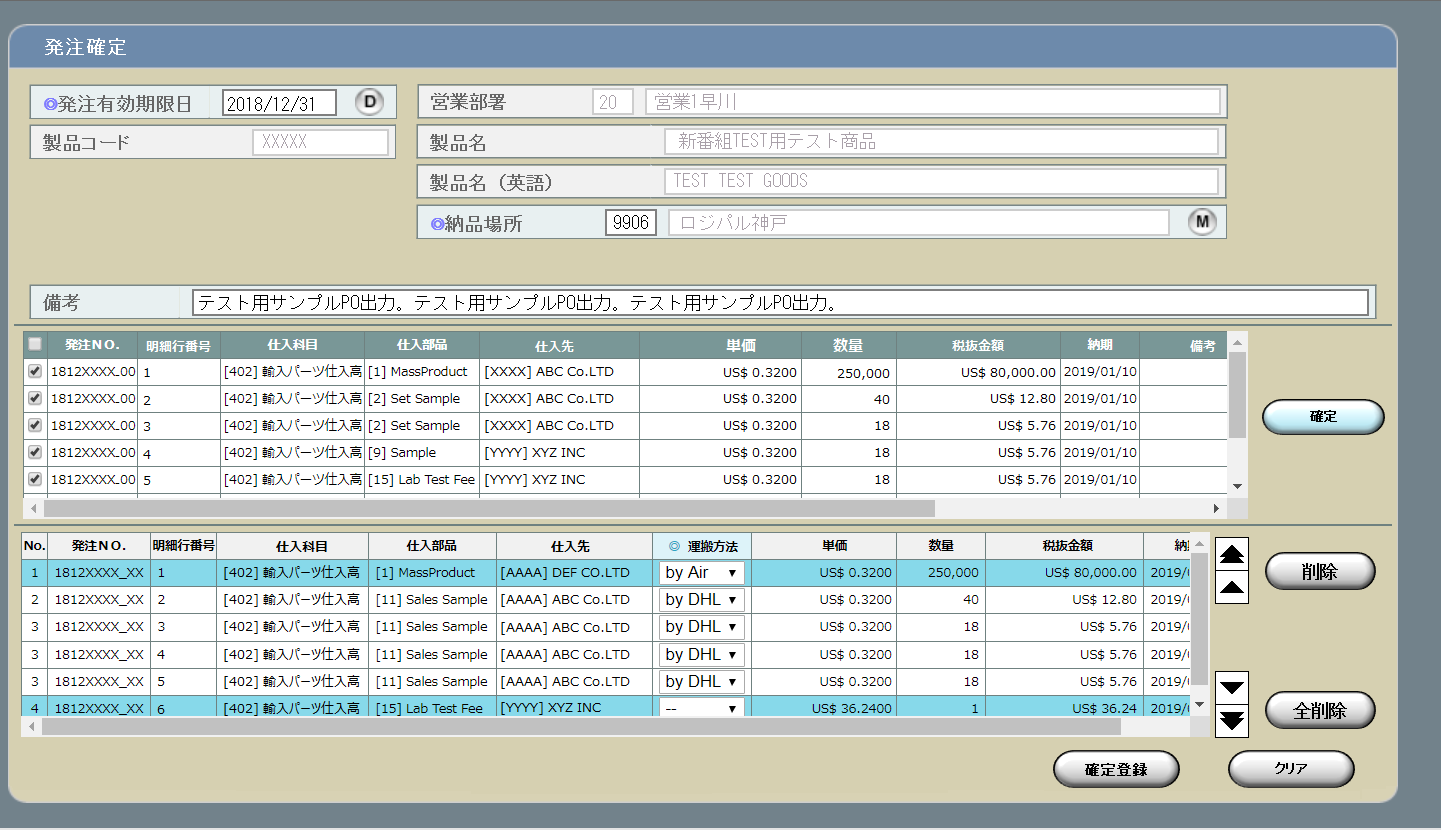 発注確定
◎発注有効期限日 2018/12/31 D 営業部署 20 営業1早川
製品コード XXXXX 製品名 新番組TEST用テスト商品
製品名（英語） TEST TEST GOODS
◎納品場所 9906 ロジパル神戸 M
備考 テスト用サンプルPO出力。テスト用サンプルPO出力。テスト用サンプルPO出力。
発注ＮＯ. 明細行番号 仕入科目 仕入部品 仕入先 単価 数量 税抜金額 納期 備考
1812XXXX_00 1 [402] 輸入パーツ仕入高 [1] MassProduct [XXXX] ABC Co.LTD US$ 0.3200 250,000 US$ 80,000.00 2019/01/10
1812XXXX_00 2 [402] 輸入パーツ仕入高 [2] Set Sample [XXXX] ABC Co.LTD US$ 0.3200 40 US$ 12.80 2019/01/10
1812XXXX_00 3 [402] 輸入パーツ仕入高 [2] Set Sample [XXXX] ABC Co.LTD US$ 0.3200 18 US$ 5.76 2019/01/10
1812XXXX_00 4 [402] 輸入パーツ仕入高 [9] Sample [YYYY] XYZ INC US$ 0.3200 18 US$ 5.76 2019/01/10
1812XXXX_00 5 [402] 輸入パーツ仕入高 [15] Lab Test Fee [YYYY] XYZ INC US$ 0.3200 18 US$ 5.76 2019/01/10
確定
No. 発注ＮＯ. 明細行番号 仕入科目 仕入部品 仕入先 ◎ 運搬方法 単価 数量 税抜金額 納
1 1812XXXX_XX 1 [402] 輸入パーツ仕入高 [1] MassProduct [AAAA] DEF CO.LTD by Air US$ 0.3200 250,000 US$ 80,000.00 2019/
2 1812XXXX_XX 2 [402] 輸入パーツ仕入高 [11] Sales Sample [AAAA] ABC Co.LTD by DHL US$ 0.3200 40 US$ 12.80 2019/
3 1812XXXX_XX 3 [402] 輸入パーツ仕入高 [11] Sales Sample [AAAA] ABC Co.LTD by DHL US$ 0.3200 18 US$ 5.76 2019/
3 1812XXXX_XX 4 [402] 輸入パーツ仕入高 [11] Sales Sample [AAAA] ABC Co.LTD by DHL US$ 0.3200 18 US$ 5.76 2019/
3 1812XXXX_XX 5 [402] 輸入パーツ仕入高 [11] Sales Sample [AAAA] ABC Co.LTD by DHL US$ 0.3200 18 US$ 5.76 2019/
4 1812XXXX_XX 6 [402] 輸入パーツ仕入高 [15] Lab Test Fee [YYYY] XYZ INC -- US$ 36.2400 1 US$ 36.24 2019/
削除
全削除
確定登録 クリア